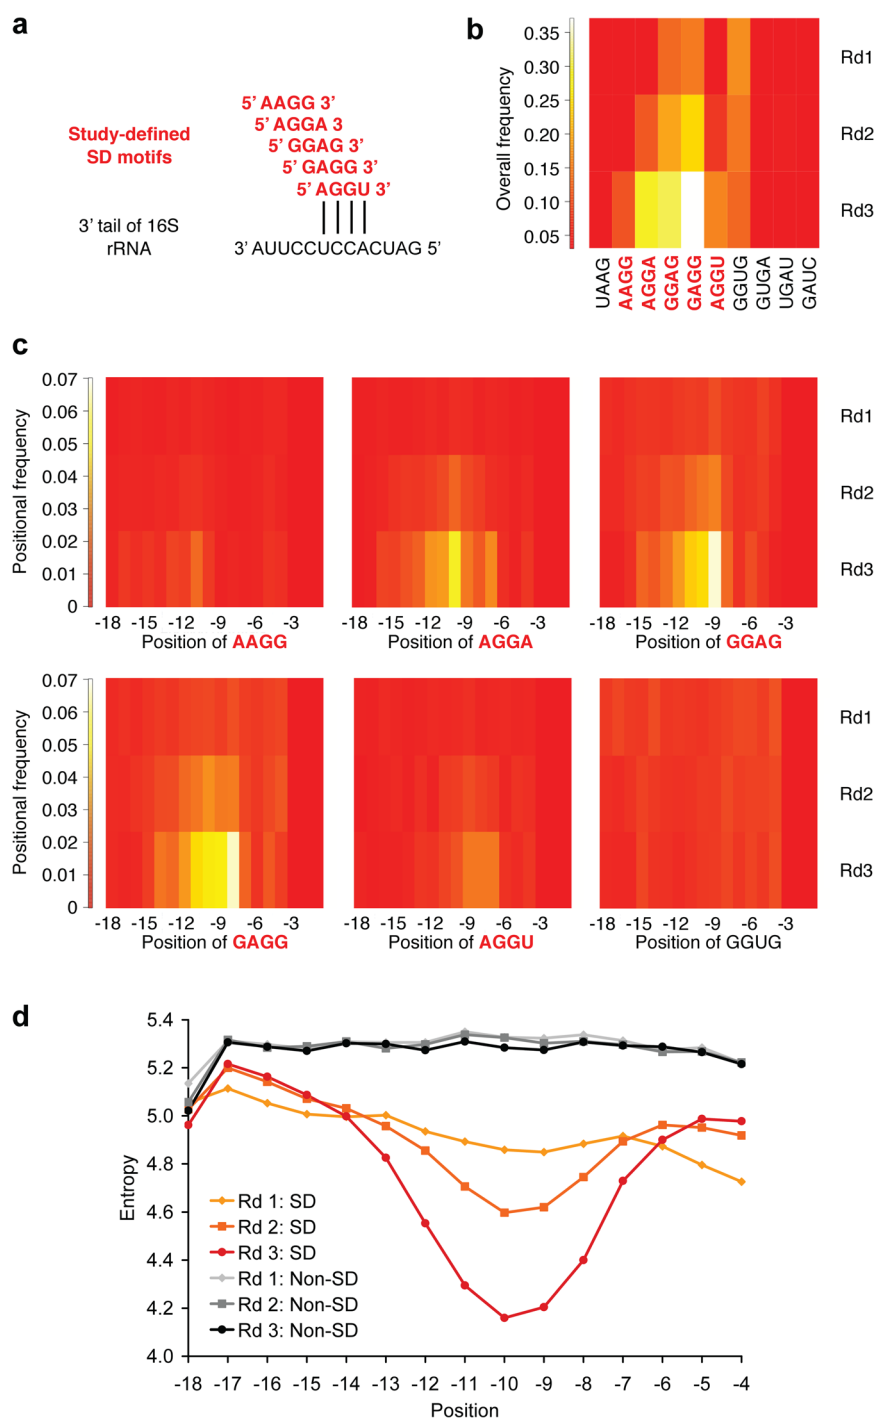 a
5’ AAGG 3’
5’ AGGA 3
5’ GGAG 3’
5’ GAGG 3’
5’ AGGU 3’
Study-defined
SD motifs
3’ tail of 16S
rRNA
3’ AUUCCUCCACUAG 5’
b
Overall frequency
0.35
0.30
0.25
0.20
0.15
0.10
0.05
Rd1
Rd2
Rd3
UAAG
AAGG
AGGA
GGAG
GAGG
AGGU
GGUG
GUGA
UGAU
GAUC
c
Positional frequency
0.07
0.06
0.05
0.04
0.03
0.02
0.01
0
Rd1
Rd2
Rd3
-18 -15 -12 -9 -6 -3
Position of AAGG
-18 -15 -12 -9 -6 -3
Position of AGGA
-18 -15 -12 -9 -6 -3
Position of GGAG
Positional frequency
0.07
0.06
0.05
0.04
0.03
0.02
0.01
0
Rd1
Rd2
Rd3
-18 -15 -12 -9 -6 -3
Position of GAGG
-18 -15 -12 -9 -6 -3
Position of AGGU
-18 -15 -12 -9 -6 -3
Position of GGUG
d
Entropy
5.4
5.2
5.0
4.8
4.6
4.4
4.2
4.0
Rd 1: SD
Rd 2: SD
Rd 3: SD
Rd 1: Non-SD
Rd 2: Non-SD
Rd 3: Non-SD
-18 -17 -16 -15 -14 -13 -12 -11 -10 -9 -8 -7 -6 -5 -4
Position